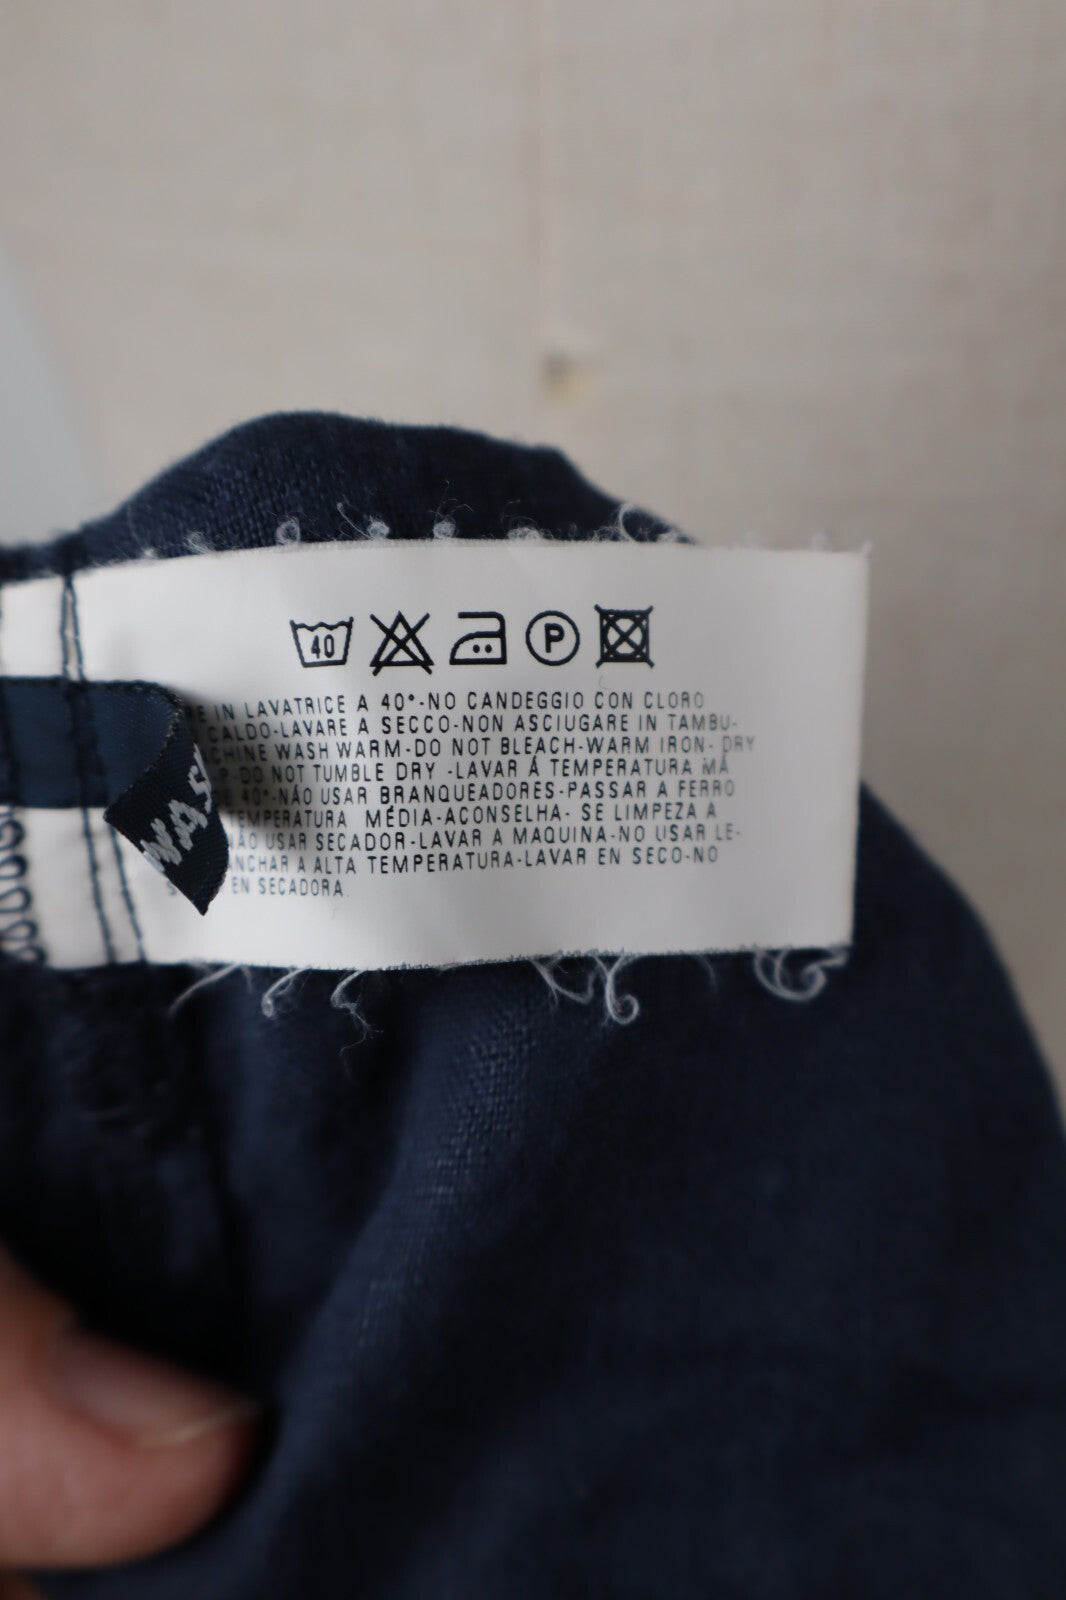 40 P
IN LAVATRICE A 40°-NO CANDEGGIO CON CLORO
CALDO-LAVARE A SECCO-NON ASCIUGARE IN TAMBU-
CHINE WASH WARM-DO NOT BLEACH-WARM IRON-DRY
P-DO NOT TUMBLE DRY -LAVAR Á TEMPERATURA MÁ
DE 40°-NÃO USAR BRANQUEADORES-PASSAR A FERRO
TEMPERATURA MÉDIA-ACONSELHA- SE LIMPEZA A
NÃO USAR SECADOR-LAVAR A MAQUINA-NO USAR LE-
NCHAR A ALTA TEMPERATURA-LAVAR EN SECO-NO
EN SECADORA
WAS